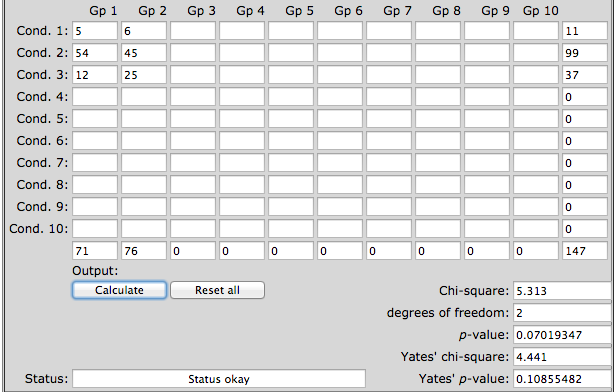 Gp 1 Gp 2 Gp 3 Gp 4 Gp 5 Gp 6 Gp 7 Gp 8 Gp 9 Gp 10
Cond. 1: 5 6 11
Cond. 2: 54 45 99
Cond. 3: 12 25 37
Cond. 4: 0
Cond. 5: 0
Cond. 6: 0
Cond. 7: 0
Cond. 8: 0
Cond. 9: 0
Cond. 10: 0
71 76 0 0 0 0 0 0 0 147
Output:
Calculate Reset all Chi-square: 5.313
degrees of freedom: 2
p-value: 0.07019347
Yates' chi-square: 4.441
Status: Status okay Yates' p-value: 0.10855482